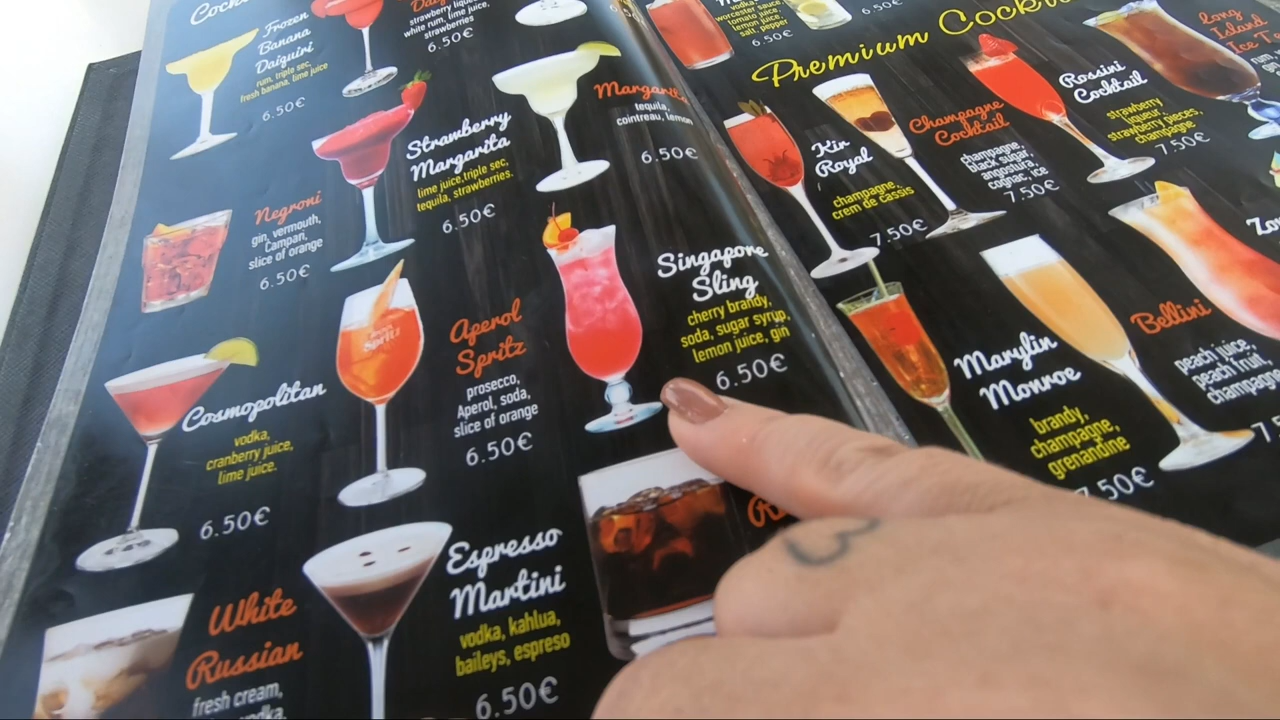 Frozen
Banana
Daiquiri
rum, triple sec,
fresh banana, lime juice
6.50€
strawberry
white rum, lime juice,
strawberries
6.50€
Strawberry
Margarita
lime juice,triple sec,
tequila, strawberries.
6.50€
Margarita
tequila,
cointreau, lemon
6.50€
Negroni
gin, vermouth,
Campari,
slice of orange
6.50€
Aperol
Spritz
prosecco,
Aperol, soda,
slice of orange
6.50€
Singapore
Sling
cherry brandy,
soda, sugar syrup,
lemon juice, gin
6.50€
Cosmopolitan
vodka,
cranberry juice,
lime juice.
6.50€
White
Russian
fresh cream,
Espresso
Martini
vodka, kahlua,
baileys, espreso
6.50€
worcester sauce,
tomato juice,
lemon juice,
salt, pepper
6.50€
6.50€
Premium
Kir
Royal
champagne,
crem de cassis
7.50€
Champagne
Cocktail
champagne,
black sugar,
angostura,
cognac, ice
7.50€
Rossini
Cocktail
strawberry
liqueur,
strawberry pieces,
champagne,
7.50€
Long
Island
Ice
Marylin
Monroe
brandy,
champagne,
grenandine
7.50€
Bellini
peach juice,
peach fruit,
champagne